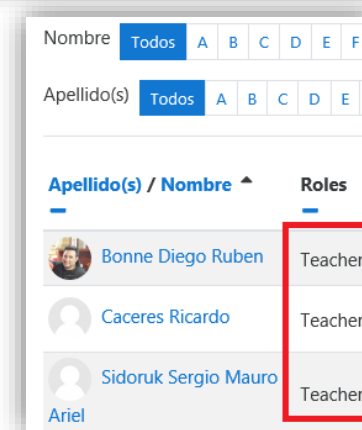 Nombre Todos A B C D E F
Apellido(s) Todos A B C D E
Apellido(s) / Nombre Roles
Bonne Diego Ruben Teacher
Caceres Ricardo Teacher
Sidoruk Sergio Mauro Teacher
Ariel